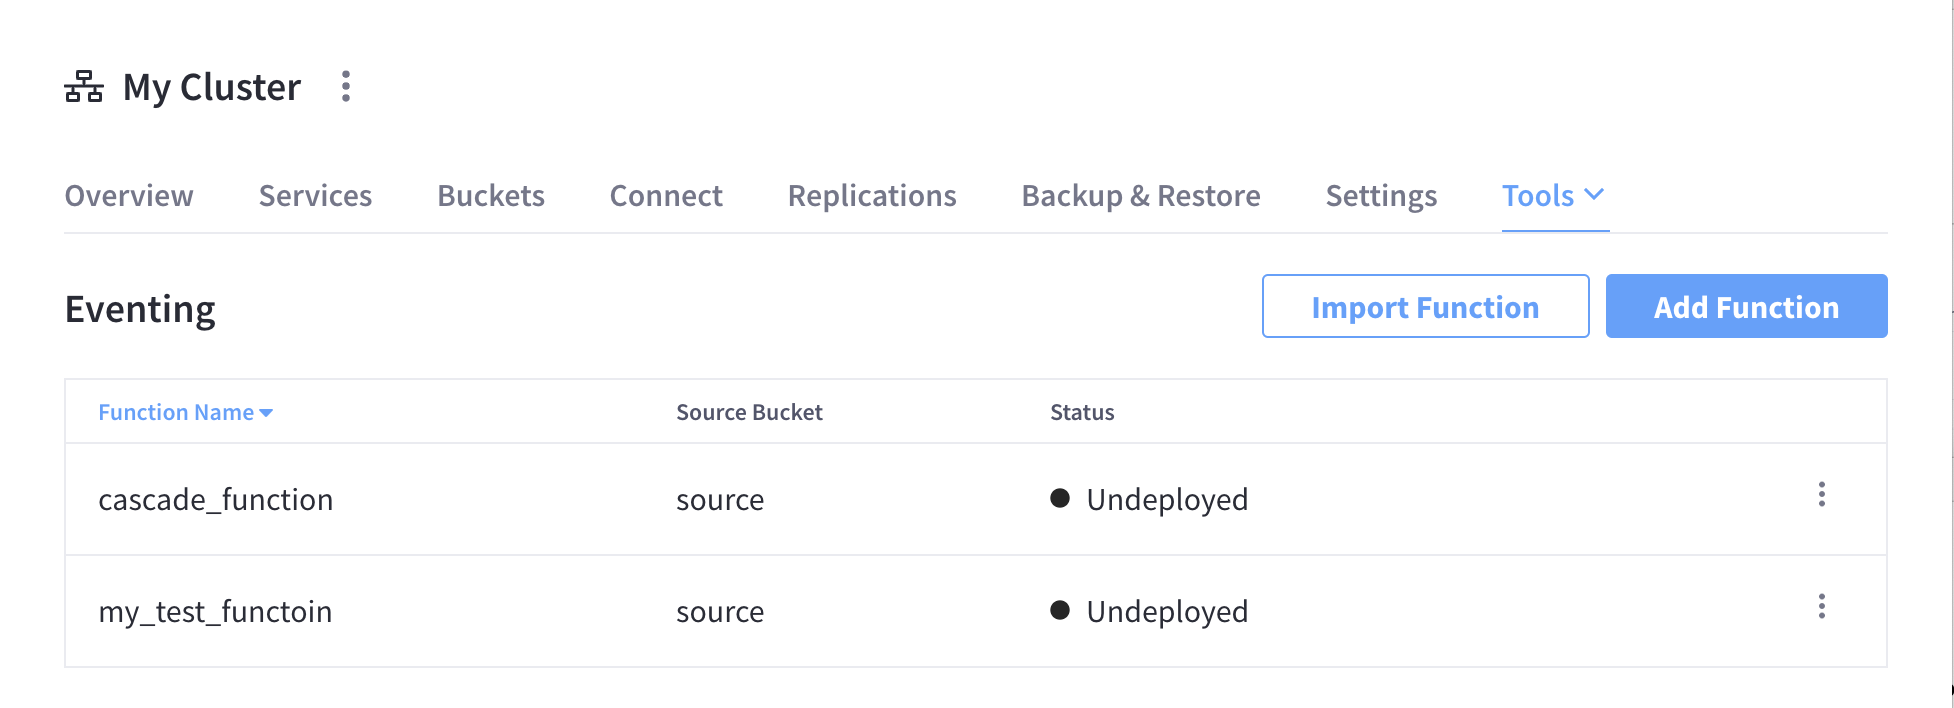 My Cluster
Overview Services Buckets Connect Replications Backup & Restore Settings Tools
Eventing Import Function Add Function
Function Name Source Bucket Status
cascade_function source Undeployed
my_test_functoin source Undeployed